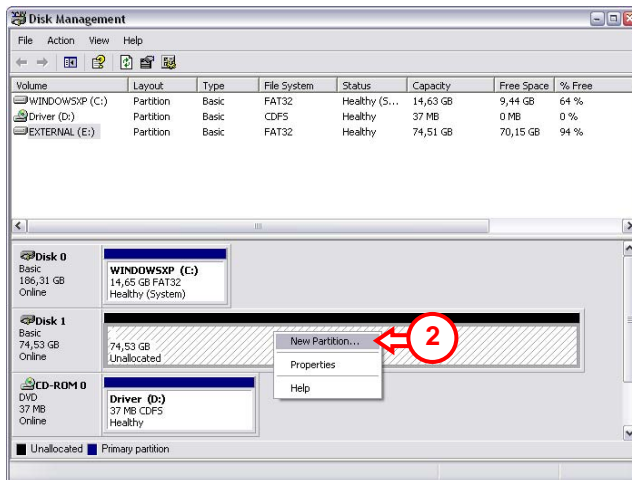 Disk Management
File Action View Help
Volume Layout Type File System Status Capacity Free Space % Free
WINDOWSXP (C:) Partition Basic FAT32 Healthy (S... 14,63 GB 9,44 GB 64 %
Driver (D:) Partition Basic CDFS Healthy 37 MB 0 MB 0 %
EXTERNAL (E:) Partition Basic FAT32 Healthy 74,51 GB 70,15 GB 94 %
Disk 0
Basic
186,31 GB
Online
WINDOWSXP (C:)
14,65 GB FAT32
Healthy (System)
Disk 1
Basic
74,53 GB
Online
74,53 GB
Unallocated
New Partition...
Properties
Help
2
CD-ROM 0
DVD
37 MB
Online
Driver (D:)
37 MB CDFS
Healthy
Unallocated Primary partition